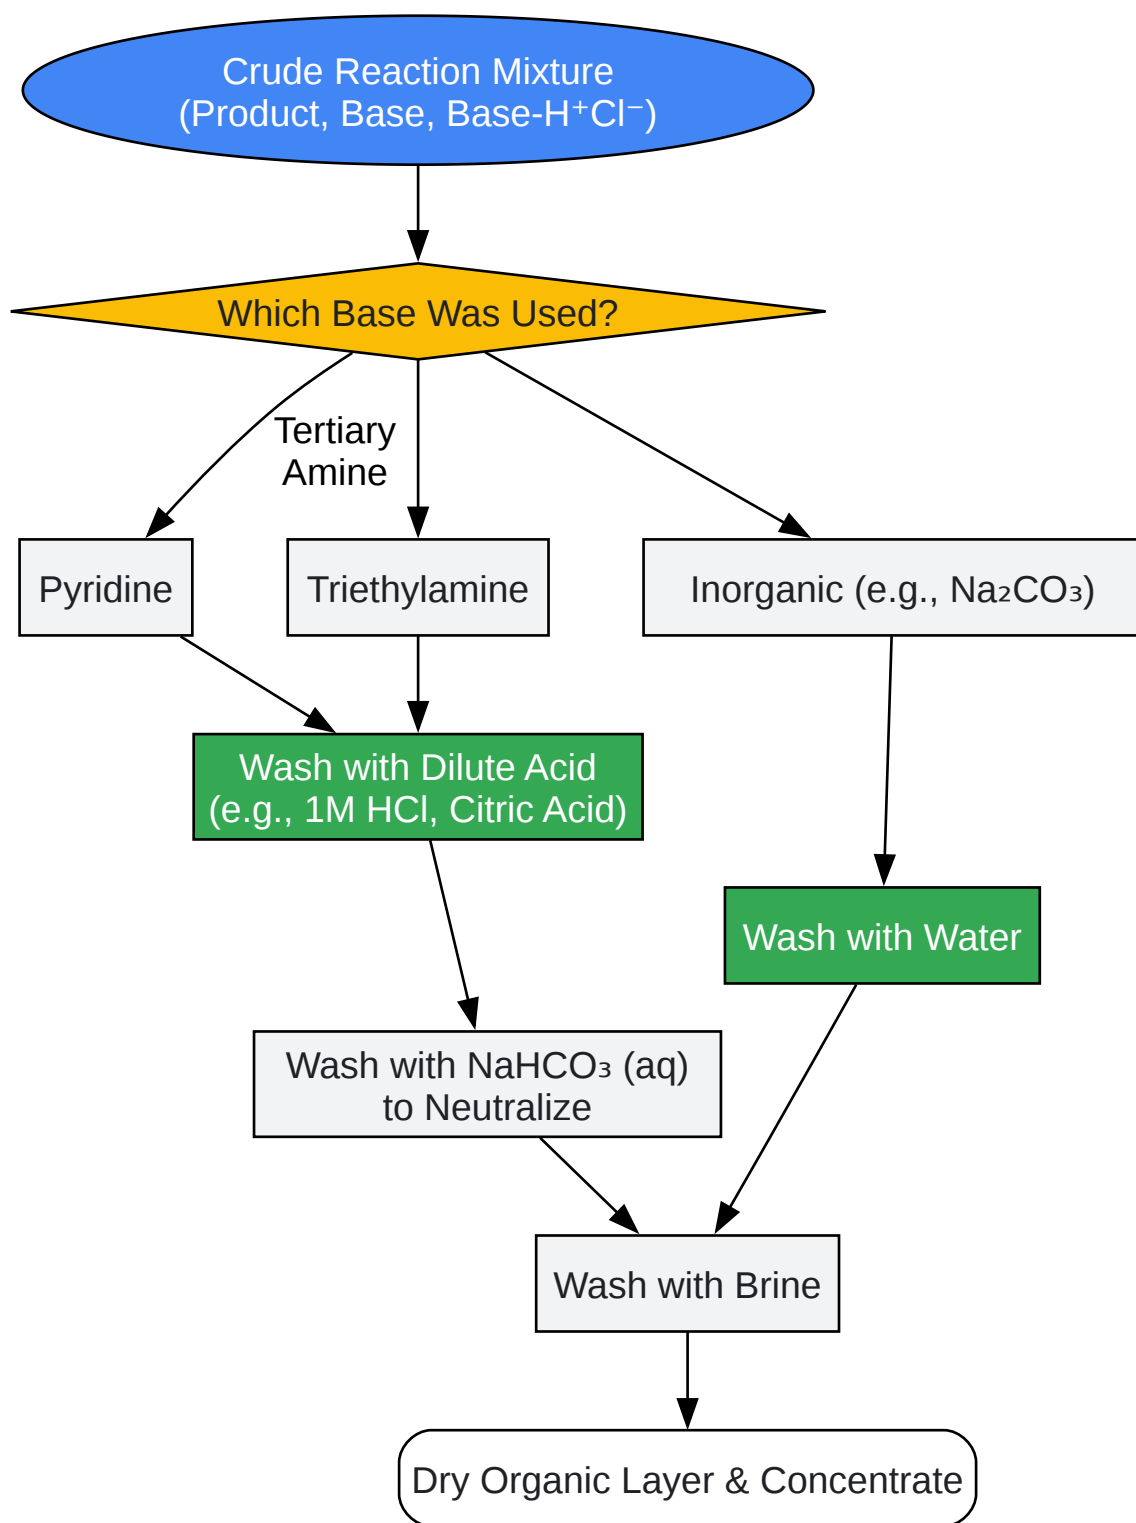 Crude Reaction Mixture
(Product, Base, Base-H⁺Cl⁻)
Which Base Was Used?
Tertiary
Amine
Pyridine
Triethylamine
Inorganic (e.g., Na₂CO₃)
Wash with Dilute Acid
(e.g., 1M HCl, Citric Acid)
Wash with Water
Wash with NaHCO₃ (aq)
to Neutralize
Wash with Brine
Dry Organic Layer & Concentrate